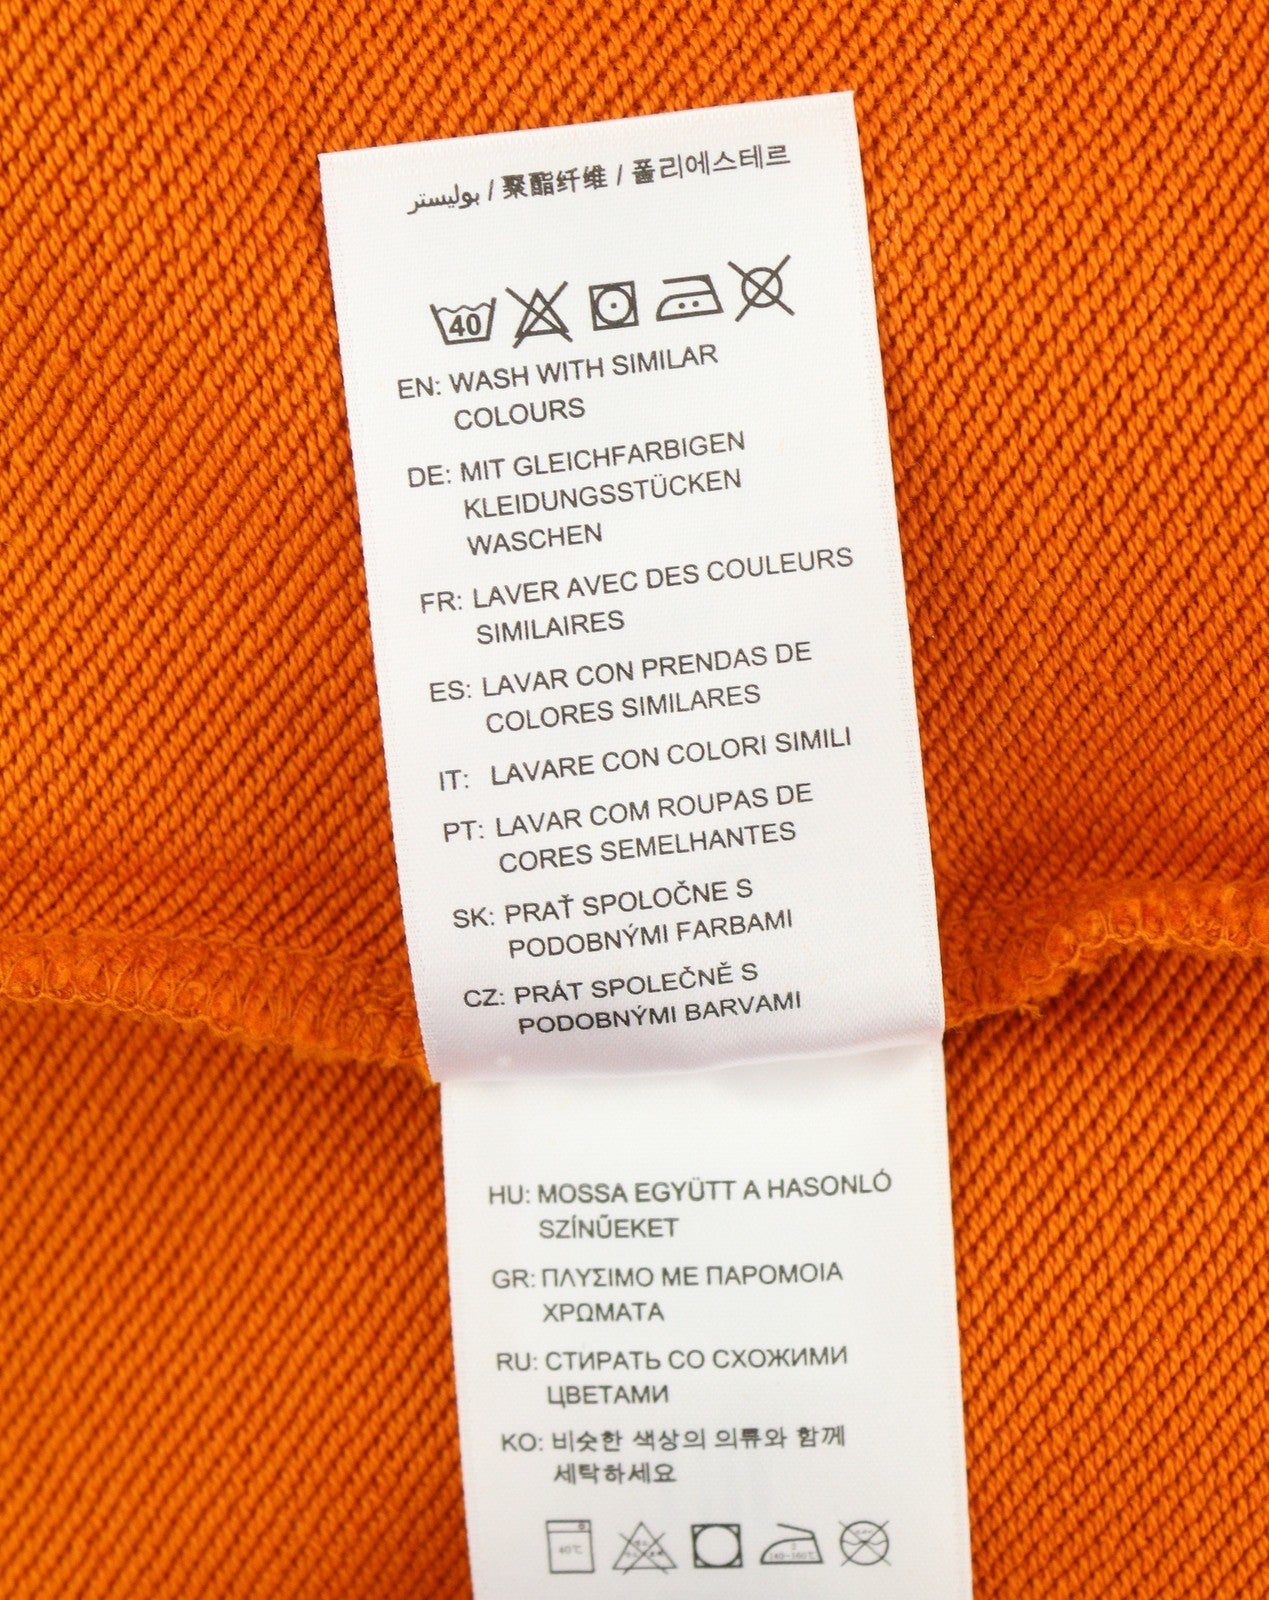 بوليستر / 聚酯纤维 / 폴리에스테르
40
EN: WASH WITH SIMILAR
COLOURS
DE: MIT GLEICHFARBIGEN
KLEIDUNGSSTÜCKEN
WASCHEN
FR: LAVER AVEC DES COULEURS
SIMILAIRES
ES: LAVAR CON PRENDAS DE
COLORES SIMILARES
IT: LAVARE CON COLORI SIMILI
PT: LAVAR COM ROUPAS DE
CORES SEMELHANTES
SK: PRAŤ SPOLOČNE S
PODOBNÝMI FARBAMI
CZ: PRÁT SPOLEČNĚ S
PODOBNÝMI BARVAMI
HU: MOSSA EGYÜTT A HASONLÓ
SZÍNŰEKET
GR: ΠΛΥΣΙΜΟ ΜΕ ΠΑΡΟΜΟΙΑ
ΧΡΩΜΑΤΑ
RU: СТИРАТЬ СО СХОЖИМИ
ЦВЕТАМИ
KO: 비슷한 색상의 의류와 함께
세탁하세요
40℃ 140~160℃